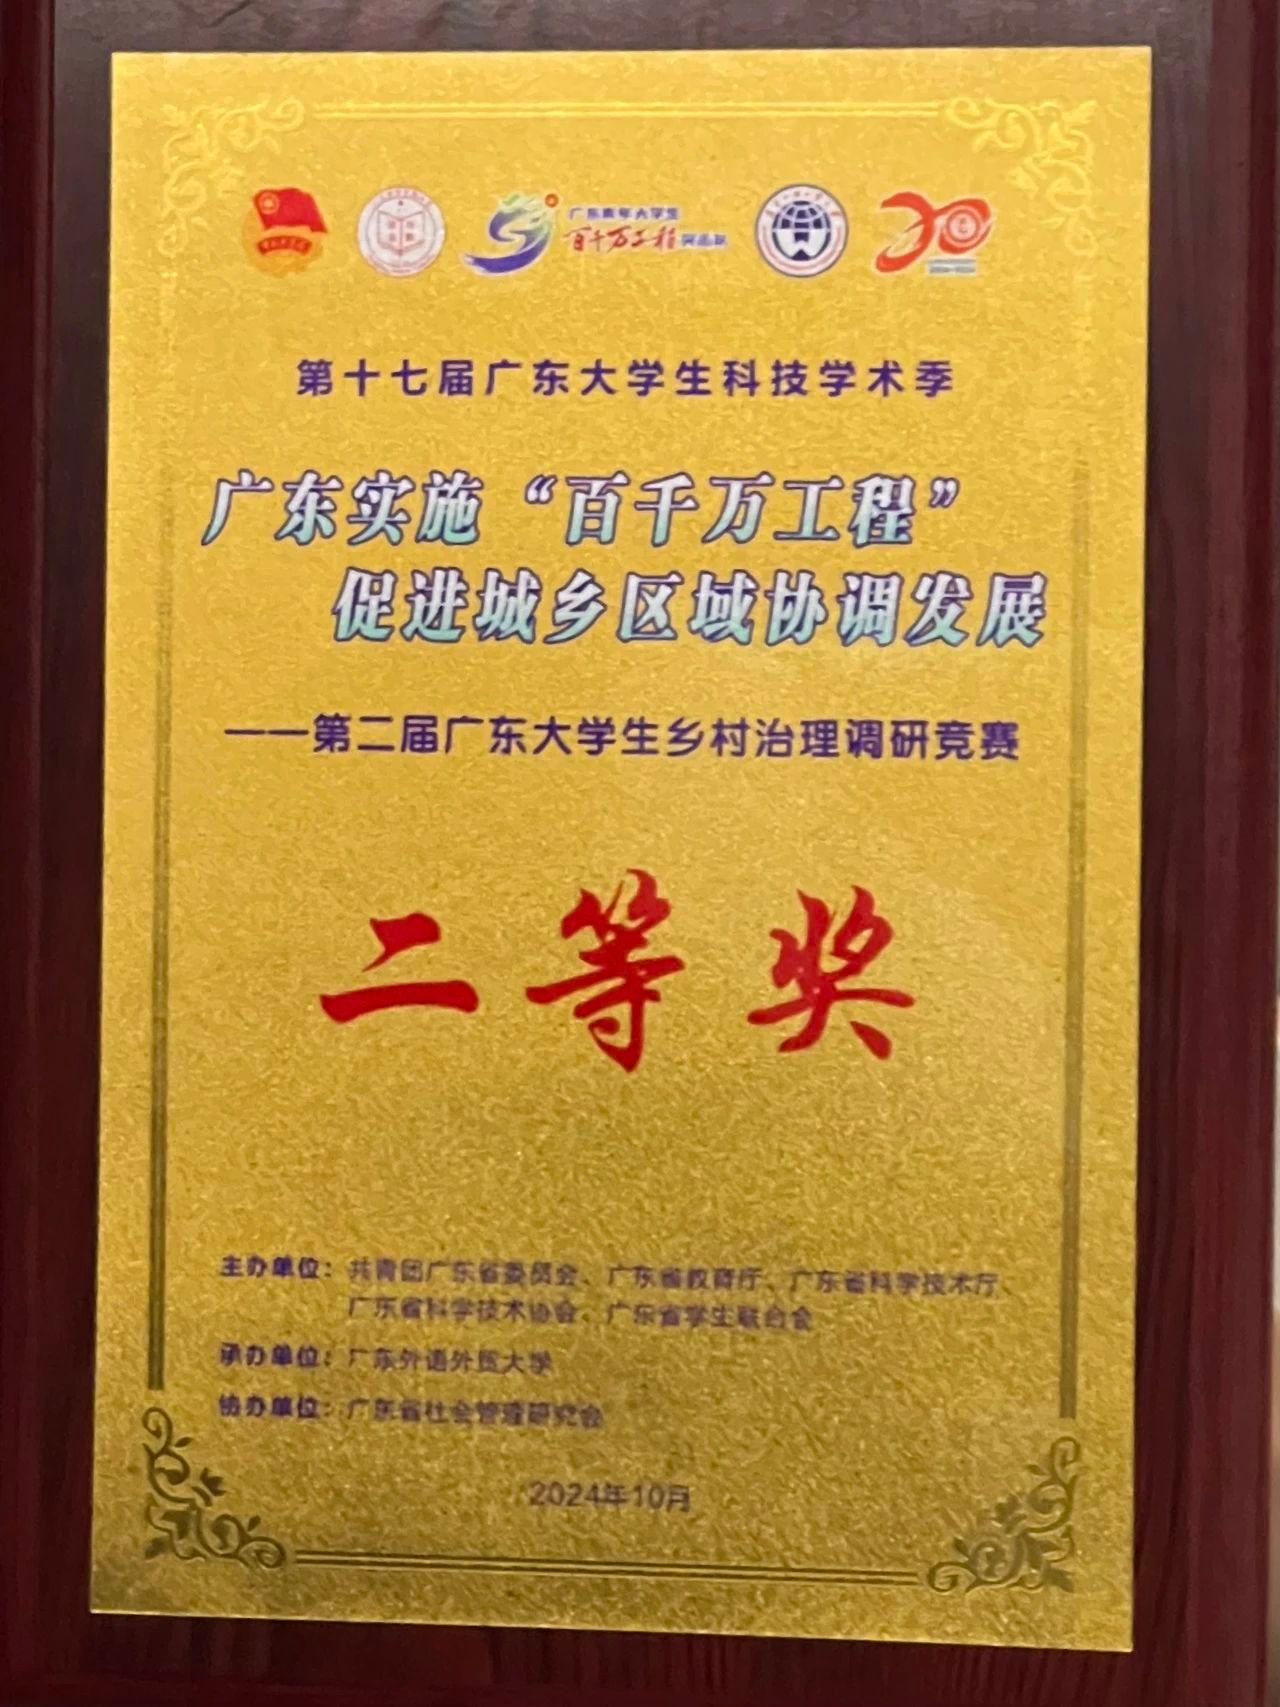 广东青年大学生
百千万工程突击队
第十七届广东大学生科技学术季
广东实施“百千万工程”
促进城乡区域协调发展
——第二届广东大学生乡村治理调研竞赛
二等奖
主办单位：共青团广东省委员会、广东省教育厅、广东省科学技术厅、
广东省科学技术协会、广东省学生联合会
承办单位：广东外语外贸大学
协办单位：广东省社会管理研究会
2024年10月